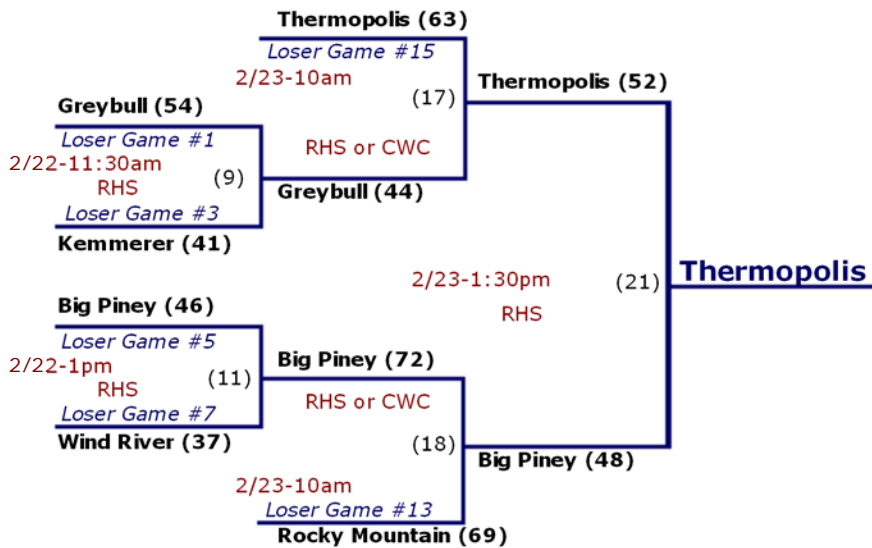 Thermopolis (63)
Loser Game #15
2/23-10am
(17)
Thermopolis (52)
Greybull (54)
Loser Game #1
2/22-11:30am
RHS
(9)
RHS or CWC
Greybull (44)
Loser Game #3
Kemmerer (41)
2/23-1:30pm
RHS
(21)
Thermopolis
Big Piney (46)
Loser Game #5
2/22-1pm
RHS
(11)
Big Piney (72)
RHS or CWC
Loser Game #7
Wind River (37)
(18)
Big Piney (48)
2/23-10am
Loser Game #13
Rocky Mountain (69)